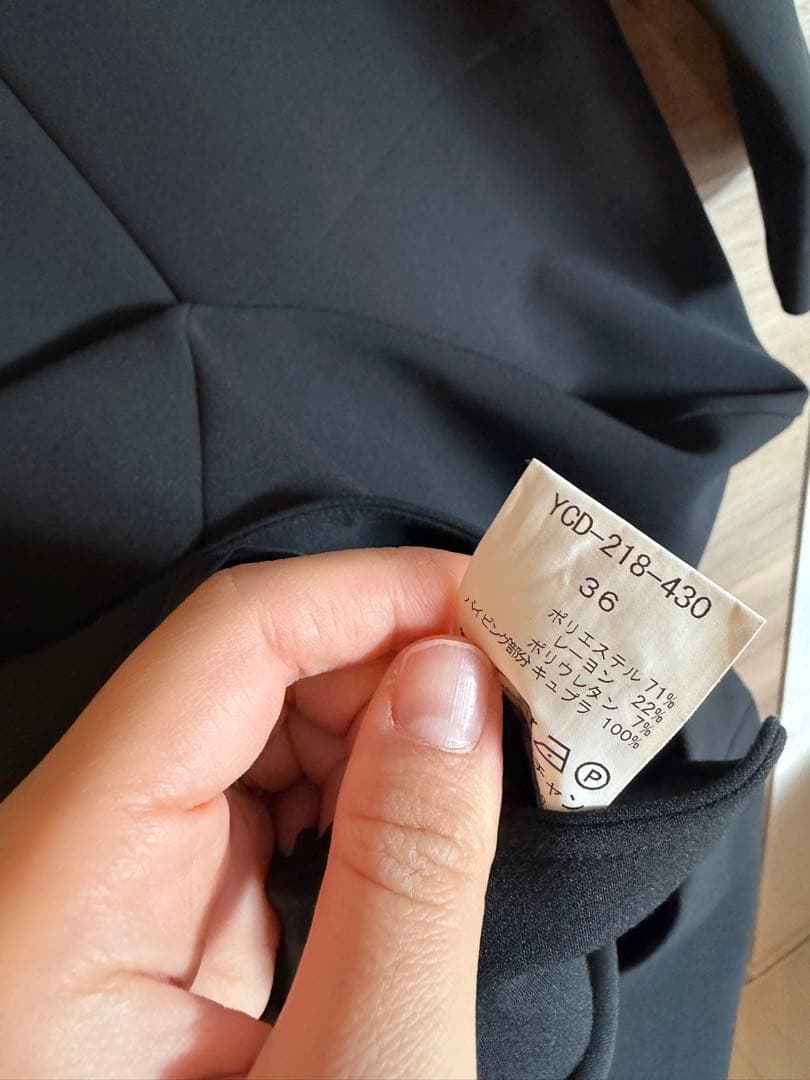 YCD-218-430
36
ポリエステル 71%
レーヨン 22%
ポリウレタン 7%
パイピング部分 キュプラ 100%
P